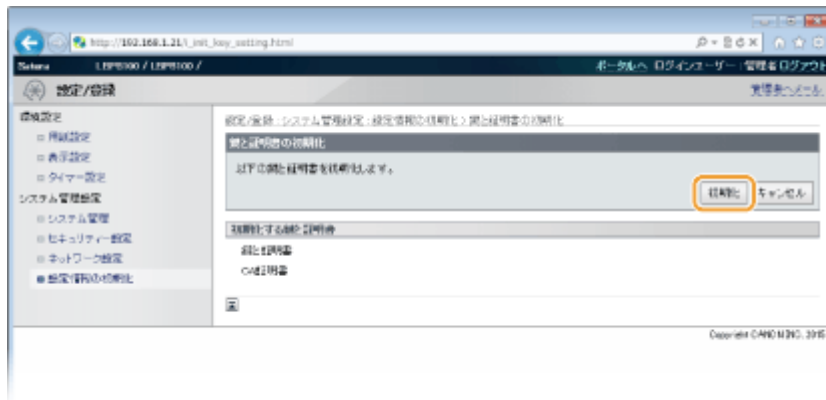 http://192.168.1.21/t_init_key_setting.html
Satera LBP8100 / LBP8100 /
ポータルへ ログインユーザー: 管理者 ログアウト
設定/登録
管理者へメール
環境設定
用紙設定
表示設定
タイマー設定
システム管理設定
システム管理
セキュリティー設定
ネットワーク設定
設定情報の初期化
設定/登録 : システム管理設定 : 設定情報の初期化 > 鍵と証明書の初期化
鍵と証明書の初期化
以下の鍵と証明書を初期化します。
初期化 キャンセル
初期化する鍵と証明書
鍵と証明書
CA証明書
Copyright CANON INC. 2015